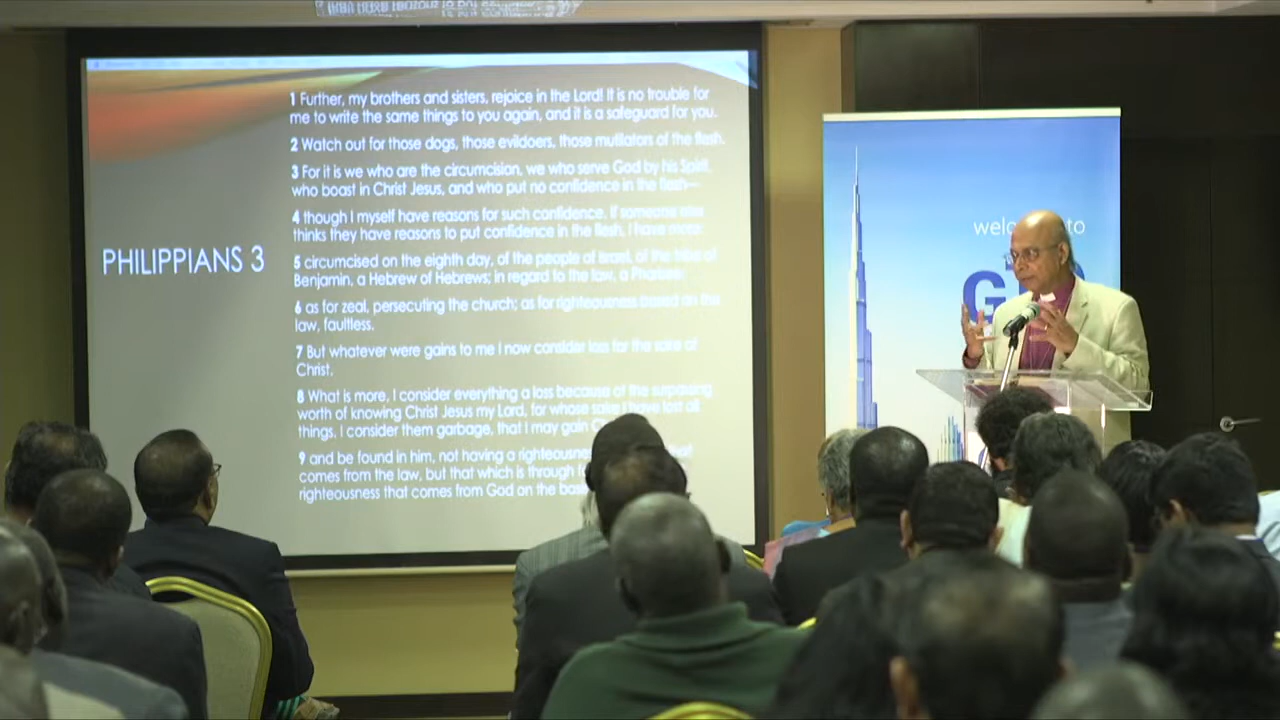 PHILIPPIANS 3
1 Further, my brothers and sisters, rejoice in the Lord! It is no trouble for
me to write the same things to you again, and it is a safeguard for you.
2 Watch out for those dogs, those evildoers, those mutilators of the flesh.
3 For it is we who are the circumcision, we who serve God by his Spirit,
who boast in Christ Jesus, and who put no confidence in the flesh—
4 though I myself have reasons for such confidence. If someone else
thinks they have reasons to put confidence in the flesh, I have more:
5 circumcised on the eighth day, of the people of Israel, of the tribe of
Benjamin, a Hebrew of Hebrews; in regard to the law, a Pharisee;
6 as for zeal, persecuting the church; as for righteousness based on the
law, faultless.
7 But whatever were gains to me I now consider loss for the sake of
Christ.
8 What is more, I consider everything a loss because of the surpassing
worth of knowing Christ Jesus my Lord, for whose sake I have lost all
things. I consider them garbage, that I may gain
9 and be found in him, not having a righteousness
comes from the law, but that which is through
righteousness that comes from God on the
to
G